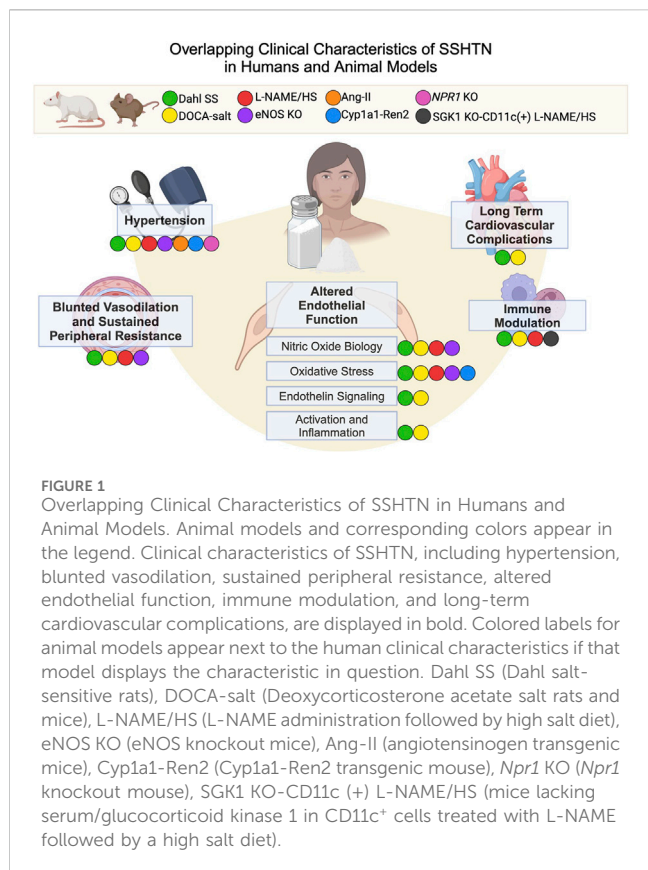 Overlapping Clinical Characteristics of SSHTN
in Humans and Animal Models
Dahl SS L-NAME/HS Ang-II NPR1 KO
DOCA-salt eNOS KO Cyp1a1-Ren2 SGK1 KO-CD11c(+) L-NAME/HS
Hypertension
Long Term
Cardiovascular
Complications
Blunted Vasodilation
and Sustained
Peripheral Resistance
Altered
Endothelial
Function
Immune
Modulation
Nitric Oxide Biology
Oxidative Stress
Endothelin Signaling
Activation and
Inflammation
FIGURE 1
Overlapping Clinical Characteristics of SSHTN in Humans and
Animal Models. Animal models and corresponding colors appear in
the legend. Clinical characteristics of SSHTN, including hypertension,
blunted vasodilation, sustained peripheral resistance, altered
endothelial function, immune modulation, and long-term
cardiovascular complications, are displayed in bold. Colored labels for
animal models appear next to the human clinical characteristics if that
model displays the characteristic in question. Dahl SS (Dahl salt-
sensitive rats), DOCA-salt (Deoxycorticosterone acetate salt rats and
mice), L-NAME/HS (L-NAME administration followed by high salt diet),
eNOS KO (eNOS knockout mice), Ang-II (angiotensinogen transgenic
mice), Cyp1a1-Ren2 (Cyp1a1-Ren2 transgenic mouse), Npr1 KO (Npr1
knockout mouse), SGK1 KO-CD11c (+) L-NAME/HS (mice lacking
serum/glucocorticoid kinase 1 in CD11c⁺ cells treated with L-NAME
followed by a high salt diet).